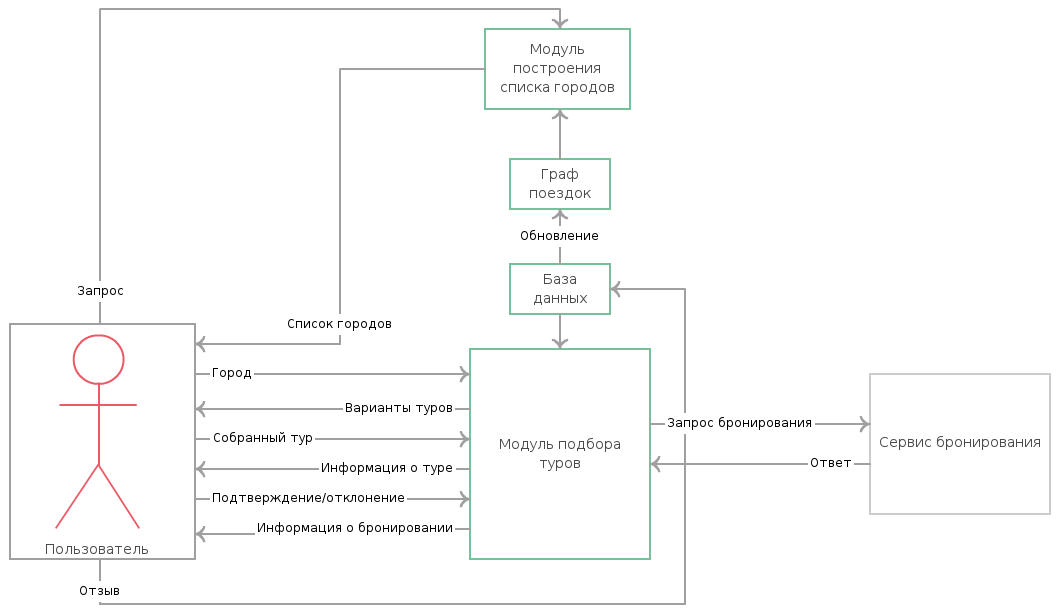 Модуль
построения
списка городов
Граф
поездок
Обновление
База
данных
Запрос
Список городов
Город
Варианты туров
Собранный тур
Информация о туре
Подтверждение/отклонение
Информация о бронировании
Пользователь
Отзыв
Модуль подбора
туров
Запрос бронирования
Ответ
Сервис бронирования